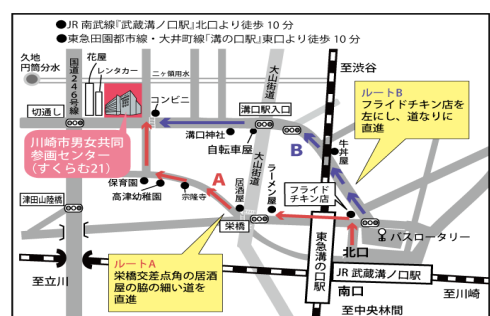 ●JR 南武線『武蔵溝ノ口駅』北口より徒歩 10 分
●東急田園都市線・大井町線「溝の口駅」東口より徒歩 10 分
久地
円筒分水
国道246号線
花屋
レンタカー
二ヶ領用水
大山街道
至渋谷
コンビニ
切通し
溝口駅入口
ルートB
フライドチキン店を
左にし、道なりに
直進
川崎市男女共同
参画センター
(すくらむ21)
溝口神社
自転車屋
B
牛丼屋
A
保育園
高津幼稚園
宗隆寺
居酒屋
大山街道
ラーメン屋
フライド
チキン店
津田山陸橋
栄橋
バスロータリー
北口
ルートA
栄橋交差点角の居酒
屋の脇の細い道を
直進
東急溝の口駅
JR 武蔵溝ノ口駅
至立川
南口
至川崎
至中央林間